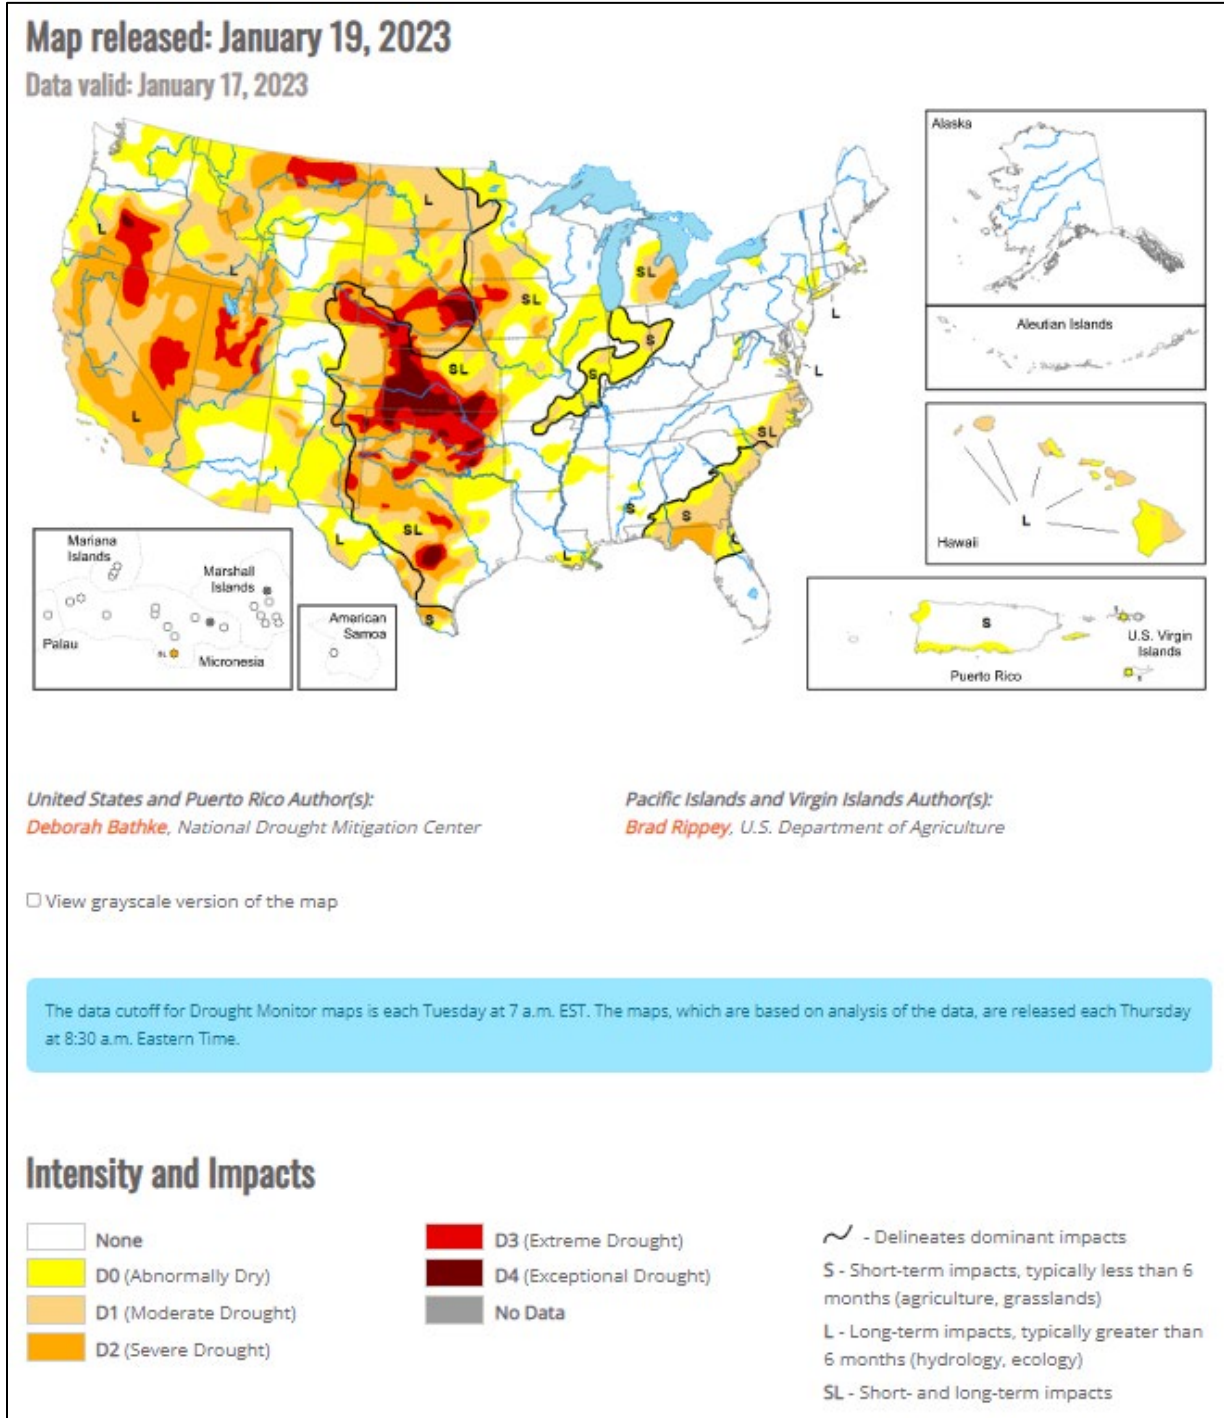 Map released: January 19, 2023
Data valid: January 17, 2023
Alaska
Aleutian Islands
Hawaii
L
U.S. Virgin
Islands
S
Puerto Rico
Mariana
Islands
Marshall
Islands
Palau
Micronesia
SL
American
Samoa
L
L
L
L
L
SL
SL
SL
S
S
L
L
SL
S
S
L
SL
L
L
S
United States and Puerto Rico Author(s):
Deborah Bathke, National Drought Mitigation Center
Pacific Islands and Virgin Islands Author(s):
Brad Rippey, U.S. Department of Agriculture
View grayscale version of the map
The data cutoff for Drought Monitor maps is each Tuesday at 7 a.m. EST. The maps, which are based on analysis of the data, are released each Thursday
at 8:30 a.m. Eastern Time.
Intensity and Impacts
None
D0 (Abnormally Dry)
D1 (Moderate Drought)
D2 (Severe Drought)
D3 (Extreme Drought)
D4 (Exceptional Drought)
No Data
- Delineates dominant impacts
S - Short-term impacts, typically less than 6
months (agriculture, grasslands)
L - Long-term impacts, typically greater than
6 months (hydrology, ecology)
SL - Short- and long-term impacts